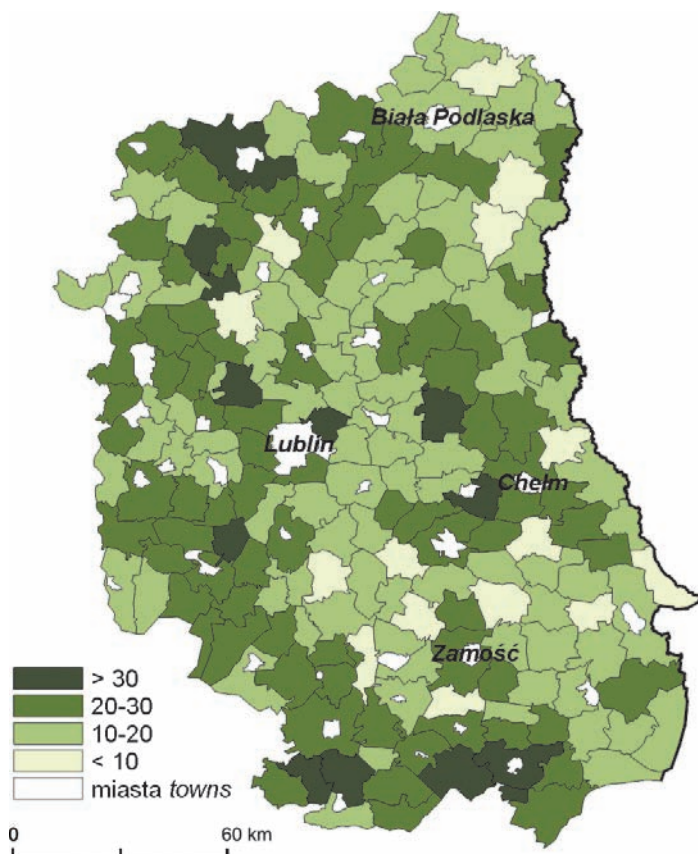 Biała Podlaska
Lublin
Chełm
Zamość
> 30
20-30
10-20
< 10
miasta towns
0 60 km